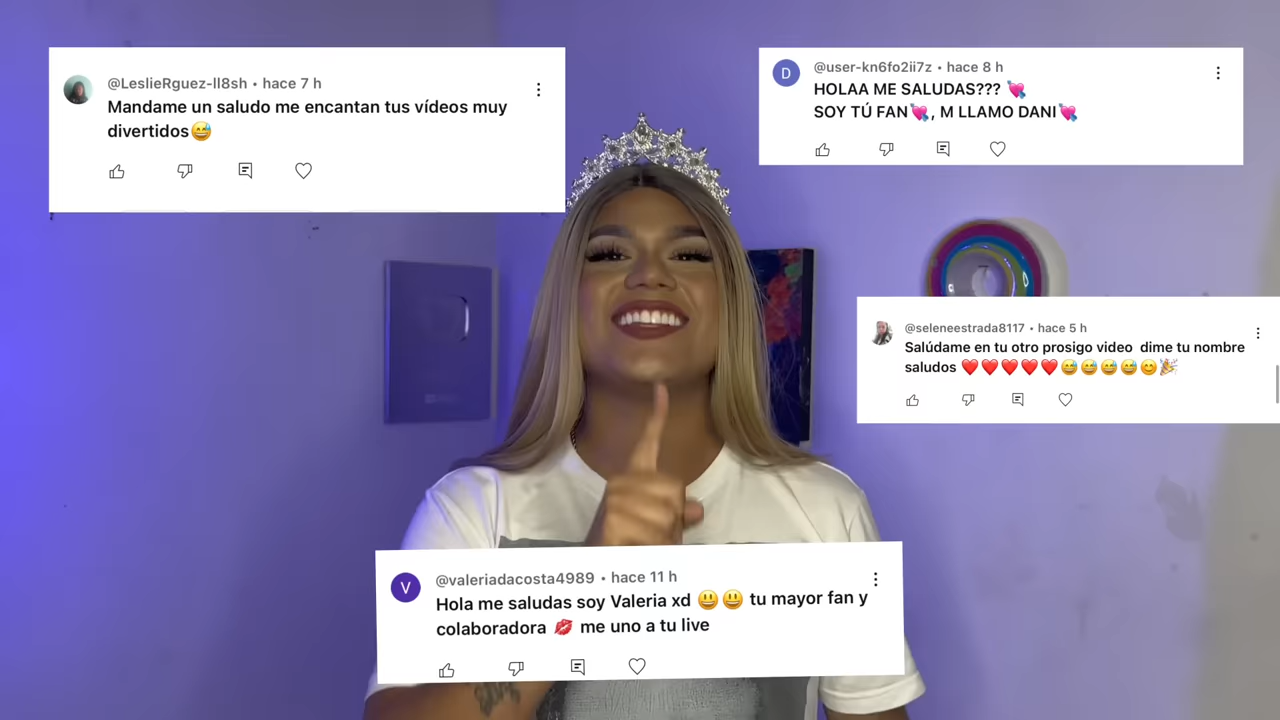 @LeslieRguez-ll8sh • hace 7 h
Mandame un saludo me encantan tus vídeos muy
divertidos😅
D
@user-kn6fo2ii7z • hace 8 h
HOLAA ME SALUDAS??? 💘
SOY TÚ FAN💘, M LLAMO DANI💘
@seleneestrada8117 • hace 5 h
Salúdame en tu otro prosigo video dime tu nombre
saludos ❤️❤️❤️❤️❤️😅😅😅😅😊🎉
V
@valeriadacosta4989 • hace 11 h
Hola me saludas soy Valeria xd 😃😃 tu mayor fan y
colaboradora 💋 me uno a tu live